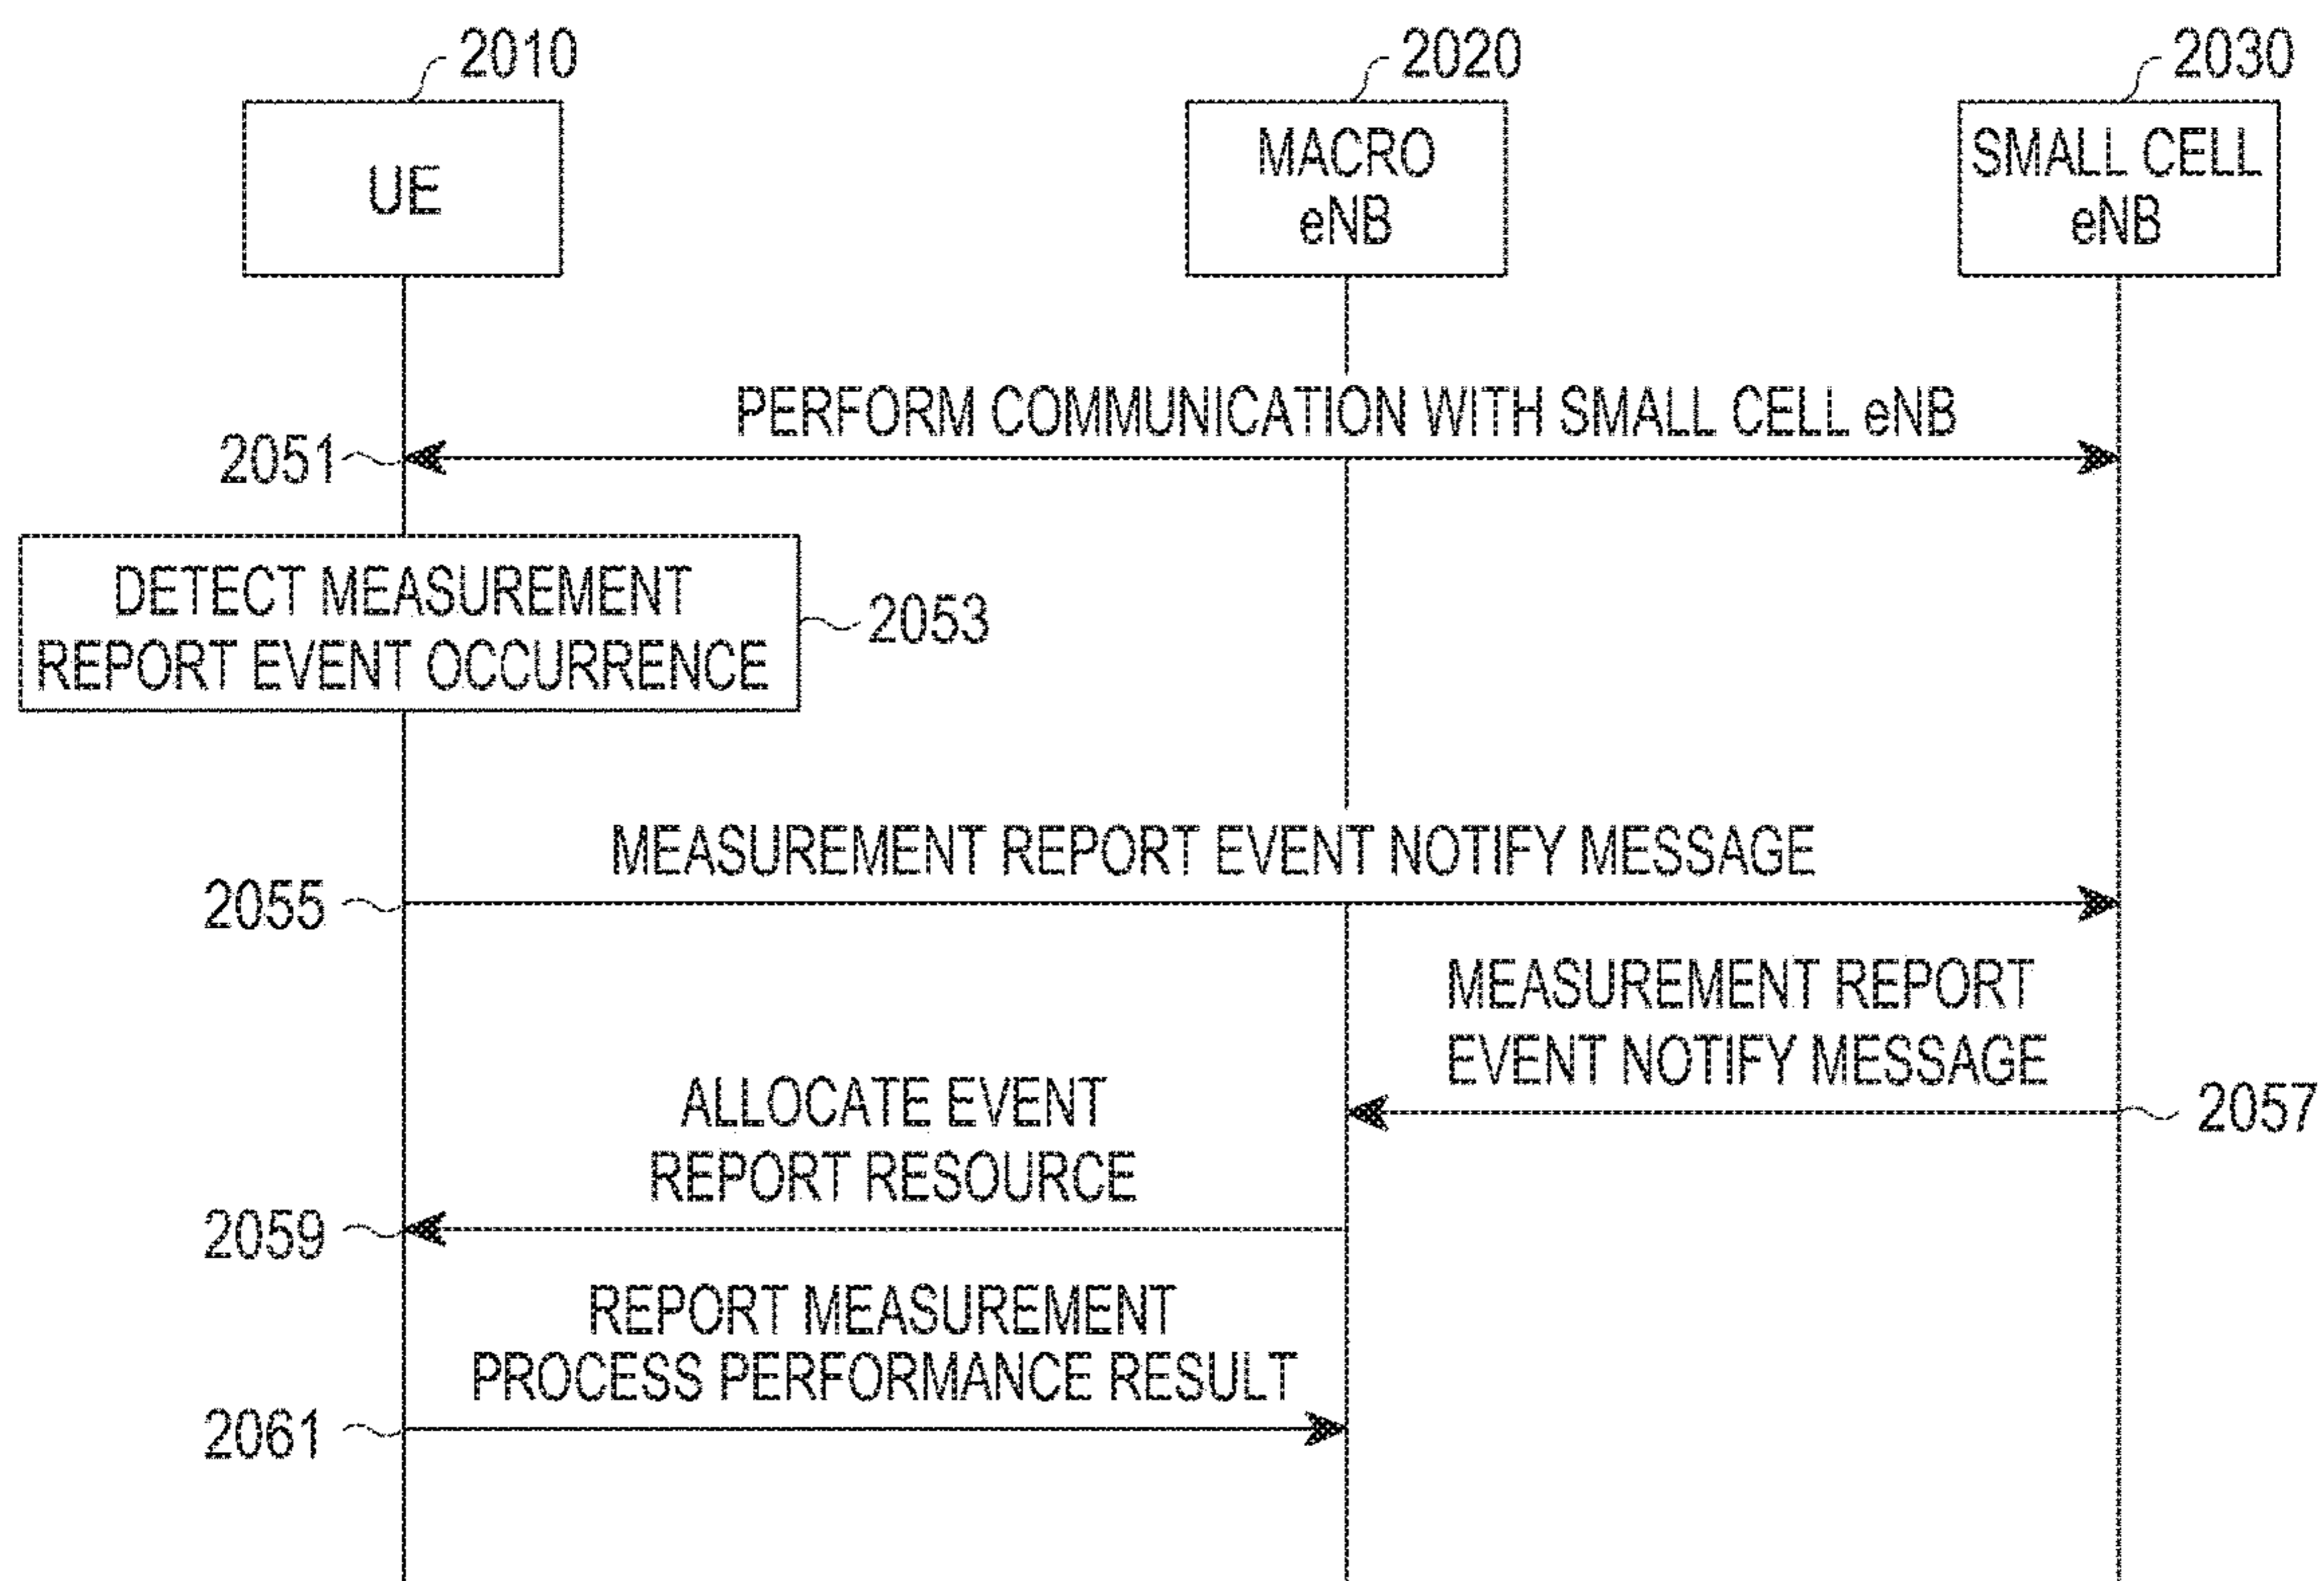 2010
2020
2030
UE
MACRO
eNB
SMALL CELL
eNB
PERFORM COMMUNICATION WITH SMALL CELL eNB
2051
DETECT MEASUREMENT
REPORT EVENT OCCURRENCE
2053
MEASUREMENT REPORT EVENT NOTIFY MESSAGE
2055
MEASUREMENT REPORT
EVENT NOTIFY MESSAGE
2057
ALLOCATE EVENT
REPORT RESOURCE
2059
REPORT MEASUREMENT
PROCESS PERFORMANCE RESULT
2061